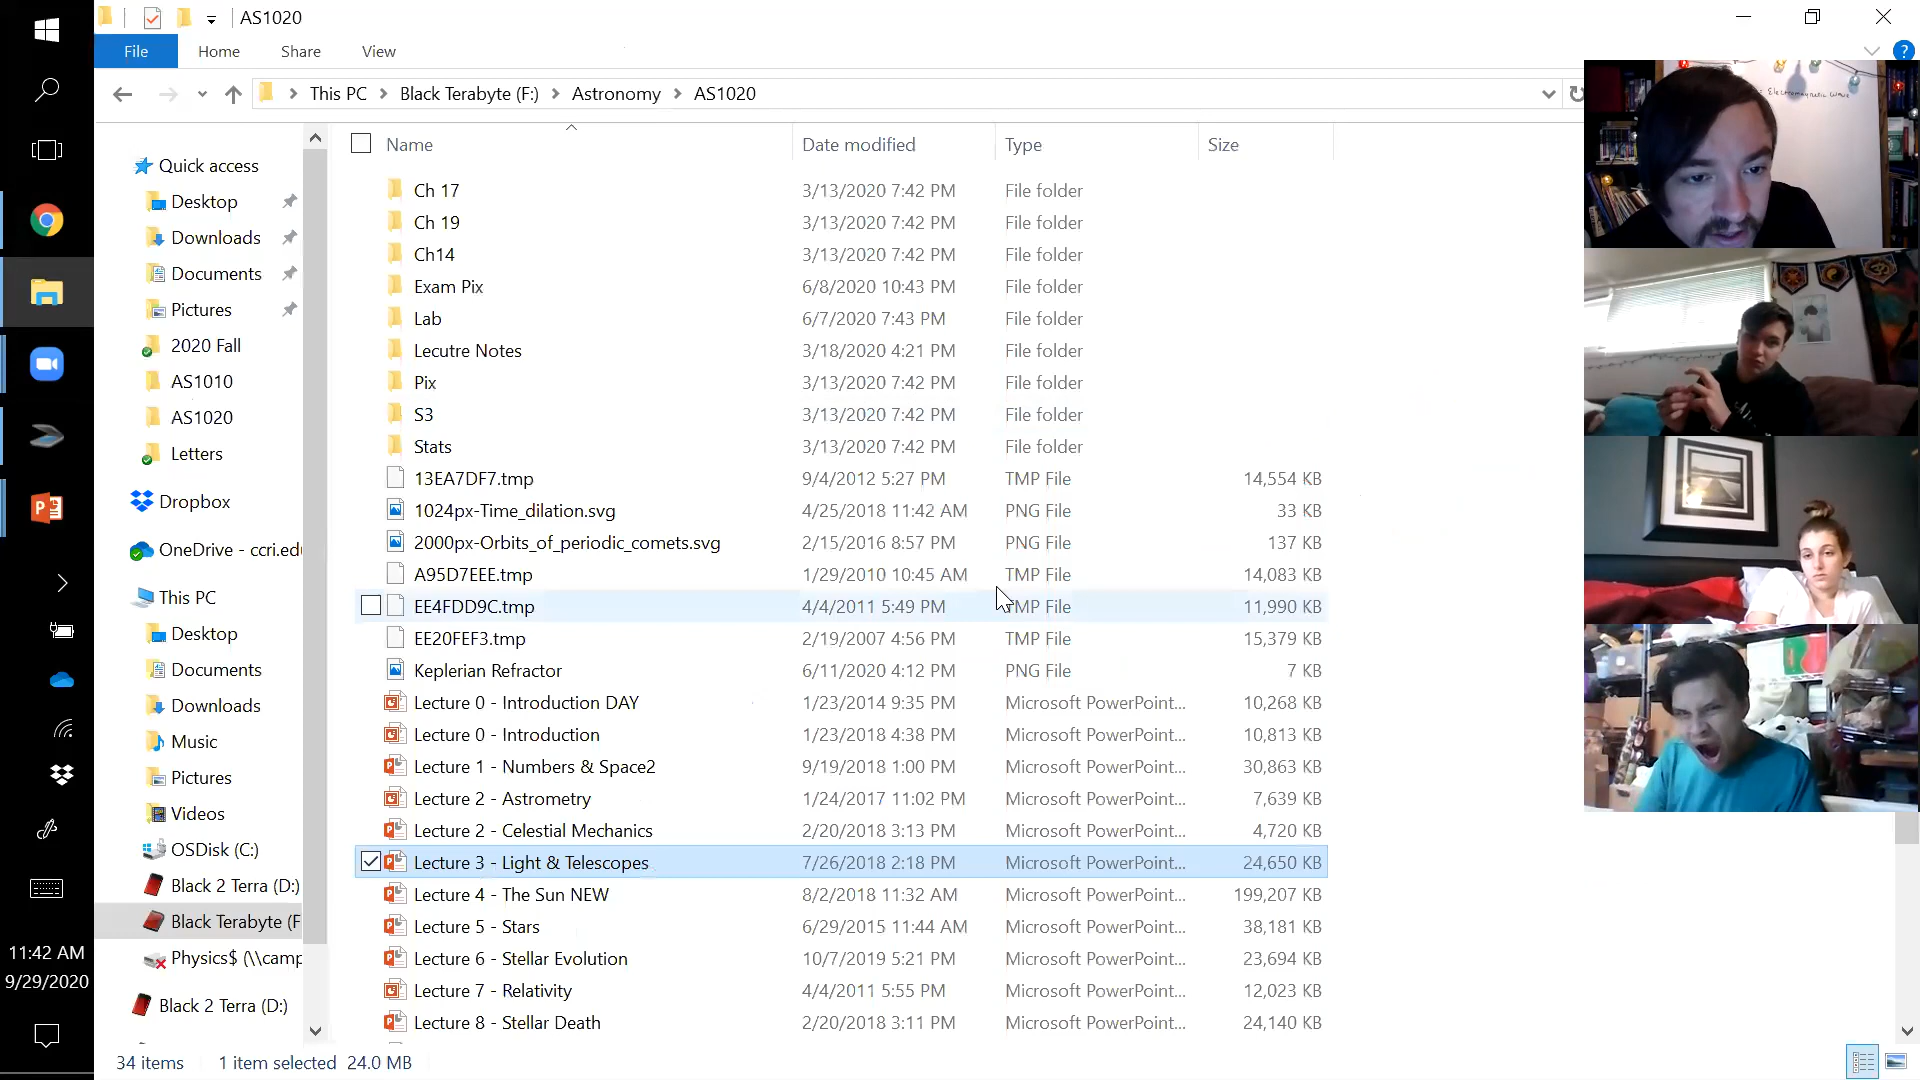 AS1020
File Home Share View
This PC Black Terabyte (F:) Astronomy AS1020
Name Date modified Type Size
Quick access
Desktop
Downloads
Documents
Pictures
2020 Fall
AS1010
AS1020
Letters
Dropbox
OneDrive - ccri.edu
This PC
Desktop
Documents
Downloads
Music
Pictures
Videos
OSDisk (C:)
Black 2 Terra (D:)
Black Terabyte (F
Physics$ (\\camp
Black 2 Terra (D:)
Ch 17 3/13/2020 7:42 PM File folder
Ch 19 3/13/2020 7:42 PM File folder
Ch14 3/13/2020 7:42 PM File folder
Exam Pix 6/8/2020 10:43 PM File folder
Lab 6/7/2020 7:43 PM File folder
Lecutre Notes 3/18/2020 4:21 PM File folder
Pix 3/13/2020 7:42 PM File folder
S3 3/13/2020 7:42 PM File folder
Stats 3/13/2020 7:42 PM File folder
13EA7DF7.tmp 9/4/2012 5:27 PM TMP File 14,554 KB
1024px-Time_dilation.svg 4/25/2018 11:42 AM PNG File 33 KB
2000px-Orbits_of_periodic_comets.svg 2/15/2016 8:57 PM PNG File 137 KB
A95D7EEE.tmp 1/29/2010 10:45 AM TMP File 14,083 KB
EE4FDD9C.tmp 4/4/2011 5:49 PM TMP File 11,990 KB
EE20FEF3.tmp 2/19/2007 4:56 PM TMP File 15,379 KB
Keplerian Refractor 6/11/2020 4:12 PM PNG File 7 KB
Lecture 0 - Introduction DAY 1/23/2014 9:35 PM Microsoft PowerPoint... 10,268 KB
Lecture 0 - Introduction 1/23/2018 4:38 PM Microsoft PowerPoint... 10,813 KB
Lecture 1 - Numbers & Space2 9/19/2018 1:00 PM Microsoft PowerPoint... 30,863 KB
Lecture 2 - Astrometry 1/24/2017 11:02 PM Microsoft PowerPoint... 7,639 KB
Lecture 2 - Celestial Mechanics 2/20/2018 3:13 PM Microsoft PowerPoint... 4,720 KB
Lecture 3 - Light & Telescopes 7/26/2018 2:18 PM Microsoft PowerPoint... 24,650 KB
Lecture 4 - The Sun NEW 8/2/2018 11:32 AM Microsoft PowerPoint... 199,207 KB
Lecture 5 - Stars 6/29/2015 11:44 AM Microsoft PowerPoint... 38,181 KB
Lecture 6 - Stellar Evolution 10/7/2019 5:21 PM Microsoft PowerPoint... 23,694 KB
Lecture 7 - Relativity 4/4/2011 5:55 PM Microsoft PowerPoint... 12,023 KB
Lecture 8 - Stellar Death 2/20/2018 3:11 PM Microsoft PowerPoint... 24,140 KB
Electromagnetic Wave
11:42 AM
9/29/2020
34 items 1 item selected 24.0 MB